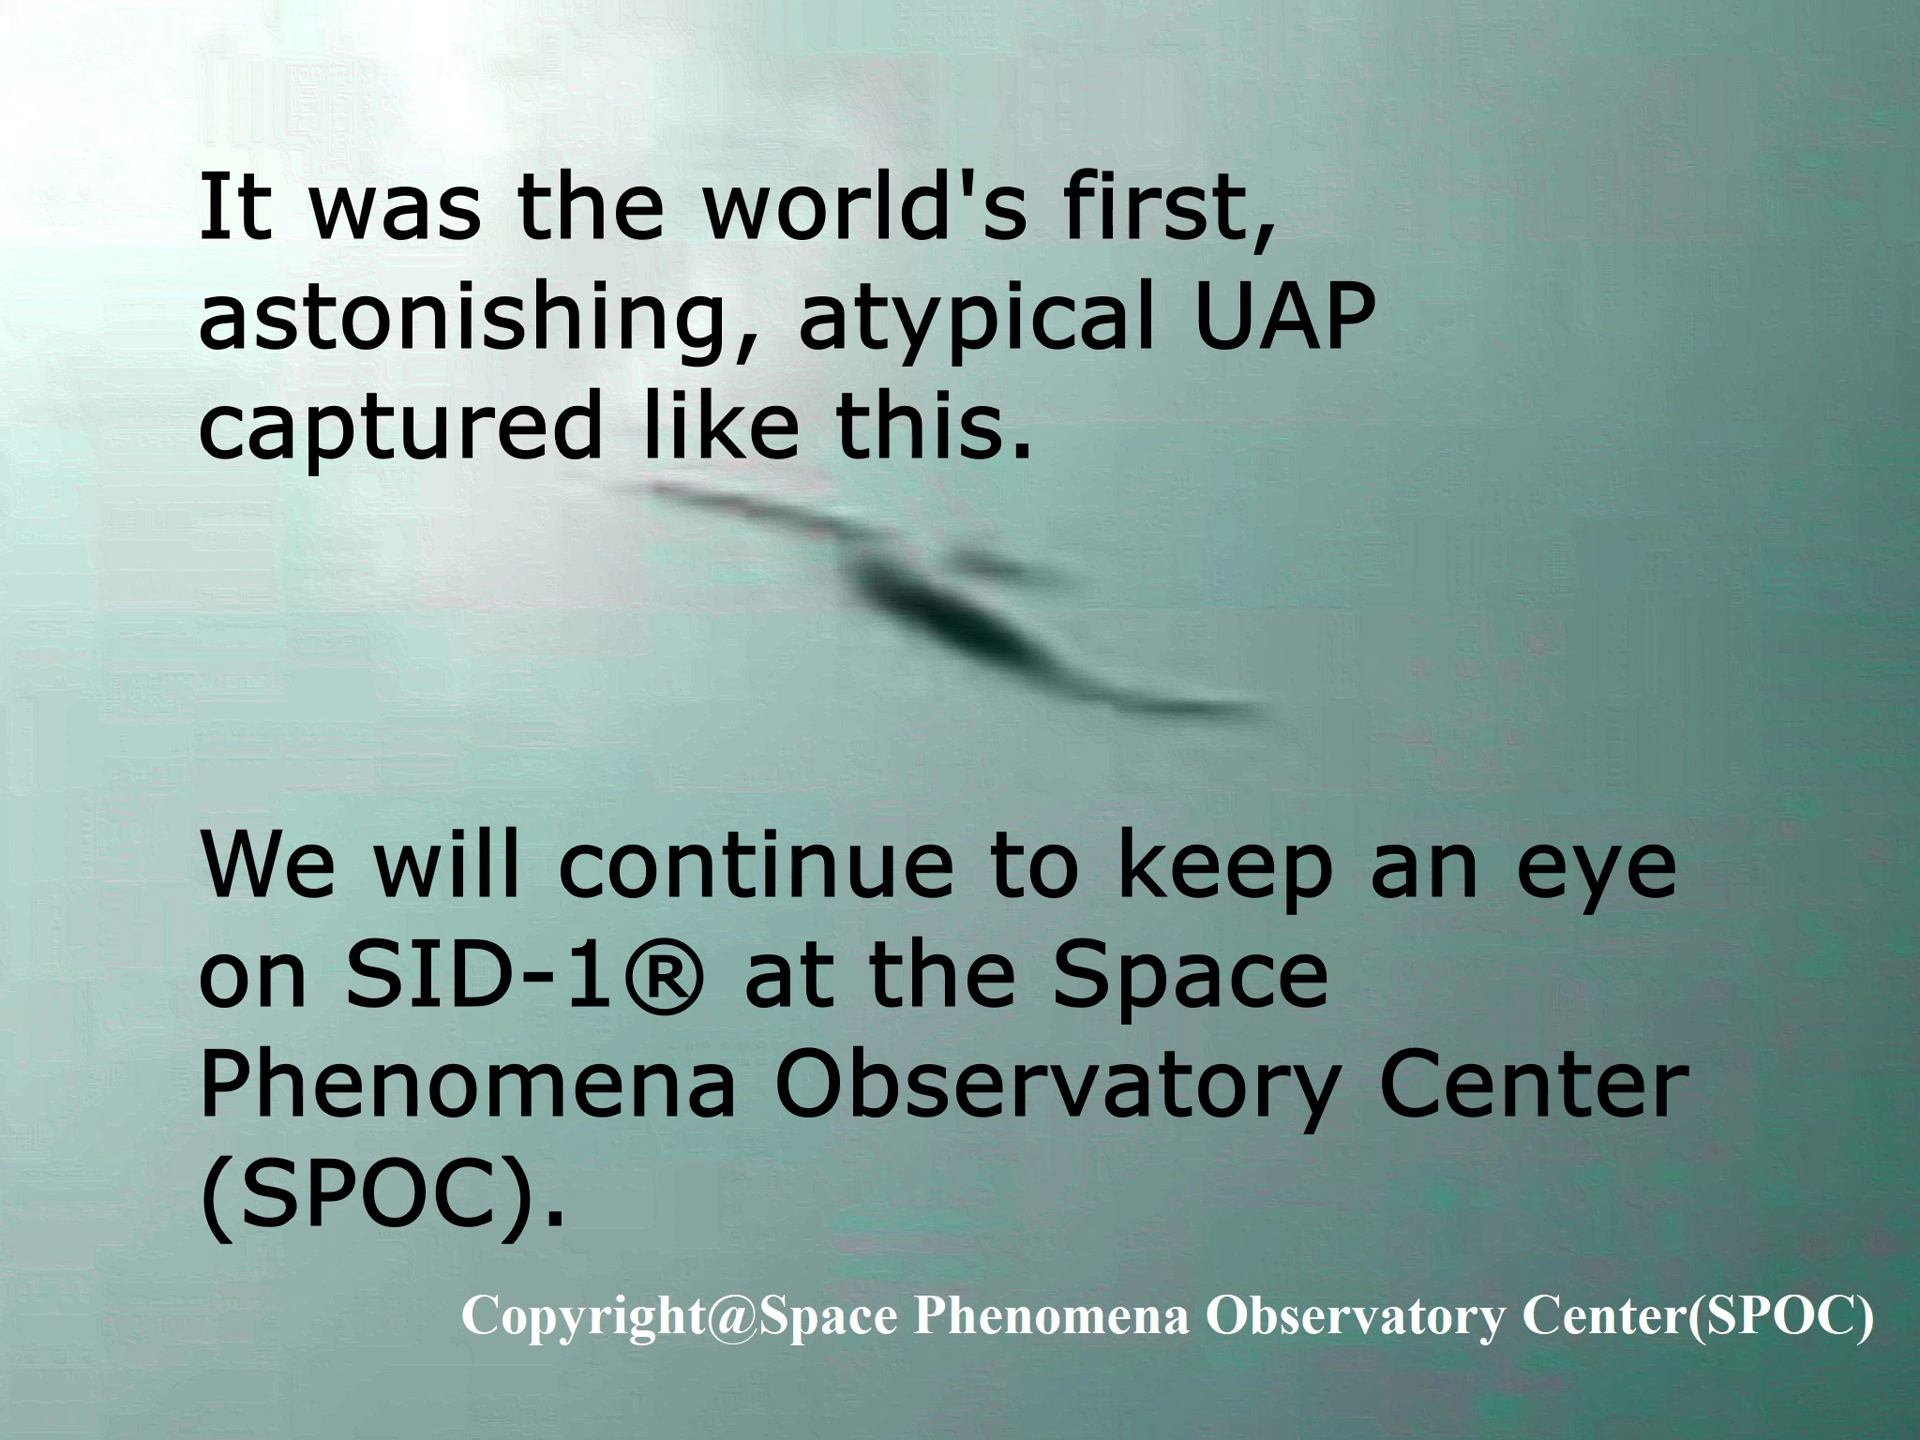 It was the world's first,
astonishing, atypical UAP
captured like this.
We will continue to keep an eye
on SID-1® at the Space
Phenomena Observatory Center
(SPOC).
Copyright@Space Phenomena Observatory Center(SPOC)